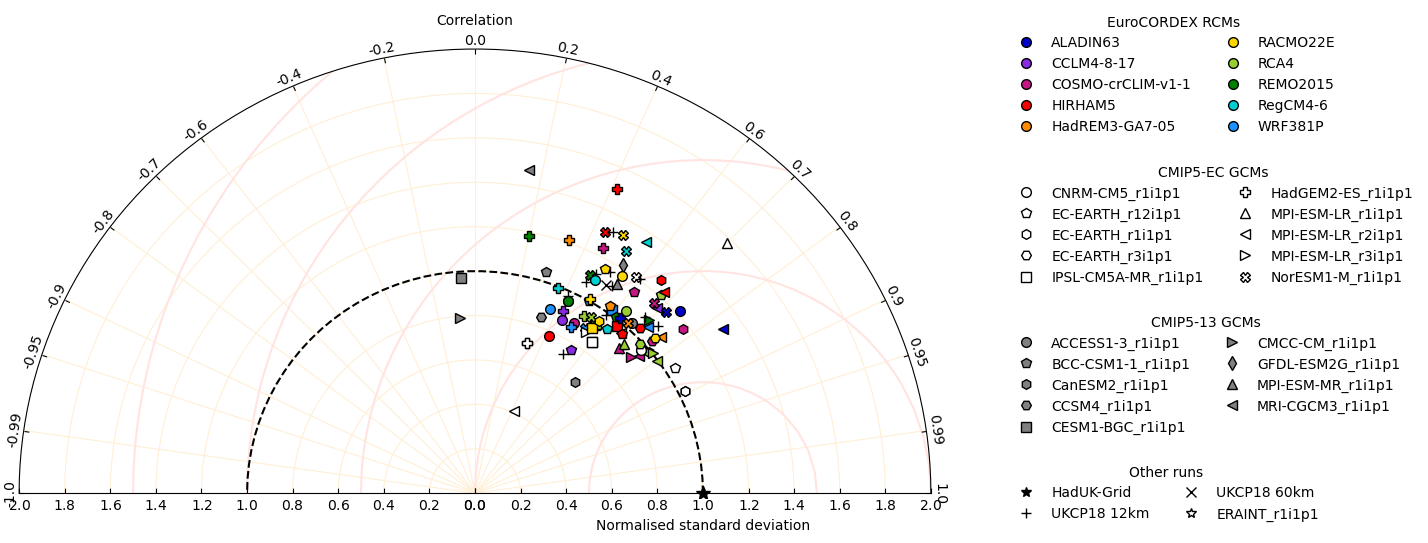 Correlation
0.0
-0.2
0.2
-0.4
0.4
-0.6
0.6
-0.7
0.7
-0.8
0.8
-0.9
0.9
-0.95
0.95
-0.99
0.99
-1.0
1.0
2.0 1.8 1.6 1.4 1.2 1.0 0.8 0.6 0.4 0.2 0.0 0.2 0.4 0.6 0.8 1.0 1.2 1.4 1.6 1.8 2.0
Normalised standard deviation
EuroCORDEX RCMs
ALADIN63 RACMO22E
CCLM4-8-17 RCA4
COSMO-crCLIM-v1-1 REMO2015
HIRHAM5 RegCM4-6
HadREM3-GA7-05 WRF381P
CMIP5-EC GCMs
CNRM-CM5_r1i1p1 HadGEM2-ES_r1i1p1
EC-EARTH_r12i1p1 MPI-ESM-LR_r1i1p1
EC-EARTH_r1i1p1 MPI-ESM-LR_r2i1p1
EC-EARTH_r3i1p1 MPI-ESM-LR_r3i1p1
IPSL-CM5A-MR_r1i1p1 NorESM1-M_r1i1p1
CMIP5-13 GCMs
ACCESS1-3_r1i1p1 CMCC-CM_r1i1p1
BCC-CSM1-1_r1i1p1 GFDL-ESM2G_r1i1p1
CanESM2_r1i1p1 MPI-ESM-MR_r1i1p1
CCSM4_r1i1p1 MRI-CGCM3_r1i1p1
CESM1-BGC_r1i1p1
Other runs
HadUK-Grid UKCP18 60km
UKCP18 12km ERAINT_r1i1p1